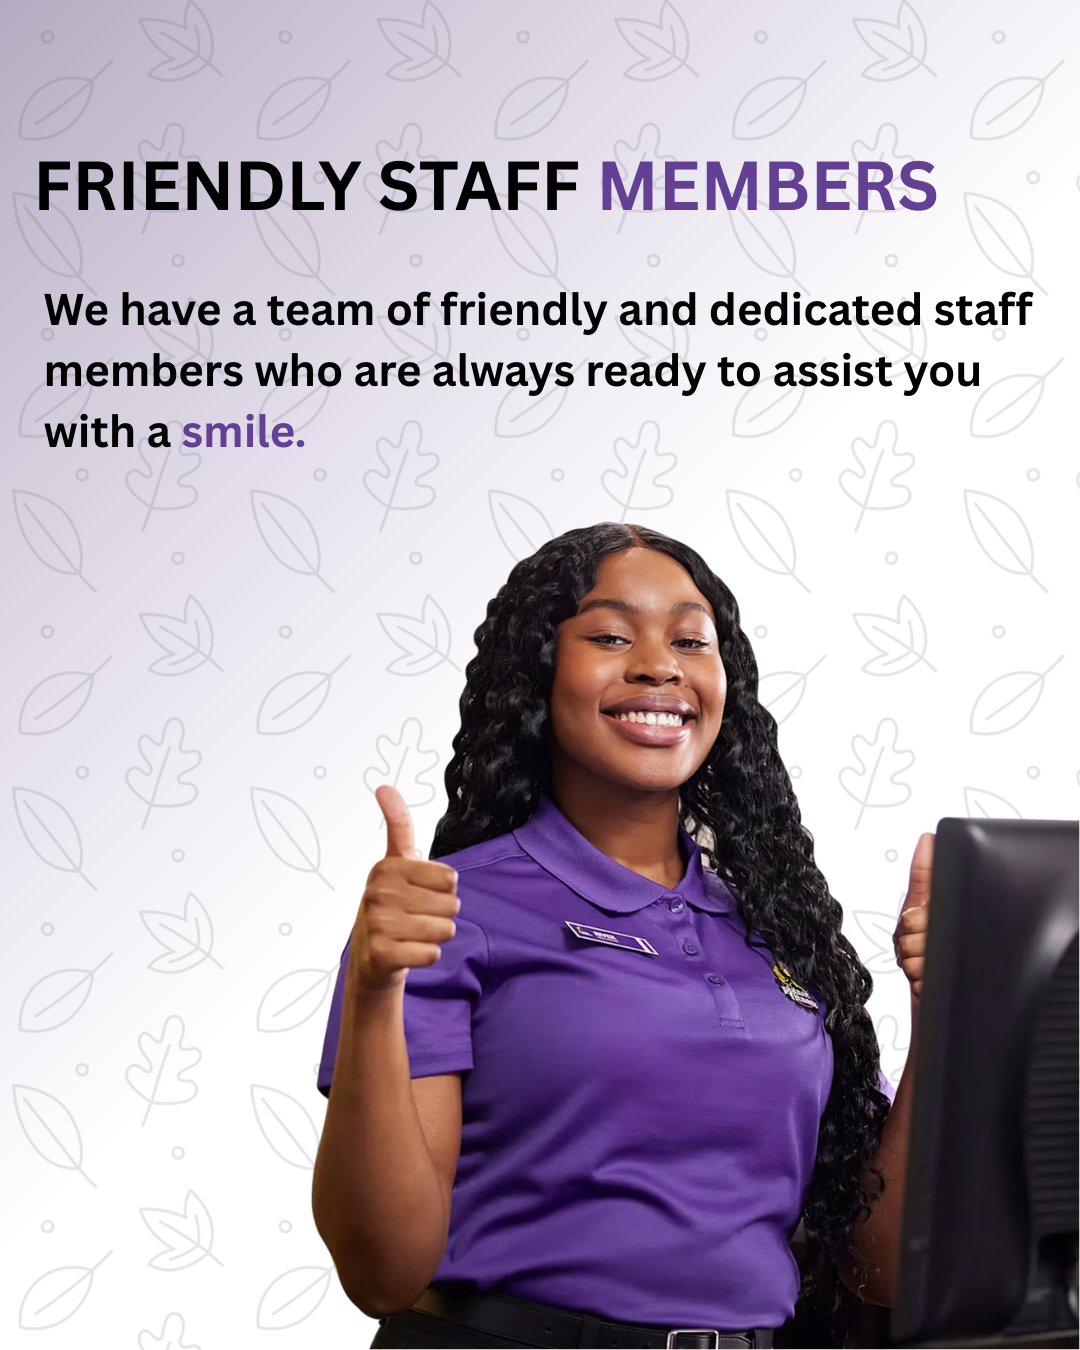 FRIENDLY STAFF MEMBERS
We have a team of friendly and dedicated staff
members who are always ready to assist you
with a smile.